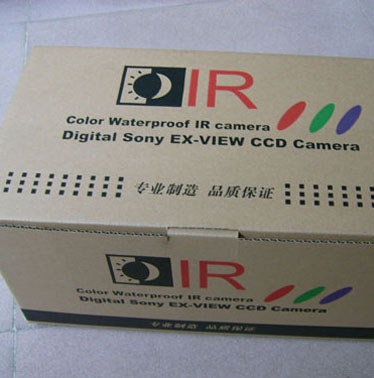 IR
Color Waterproof IR camera
Digital Sony EX-VIEW CCD Camera
专业制造 品质保证
IR
Color Waterproof IR camera
Digital Sony EX-VIEW CCD Camera
专业制造 品质保证